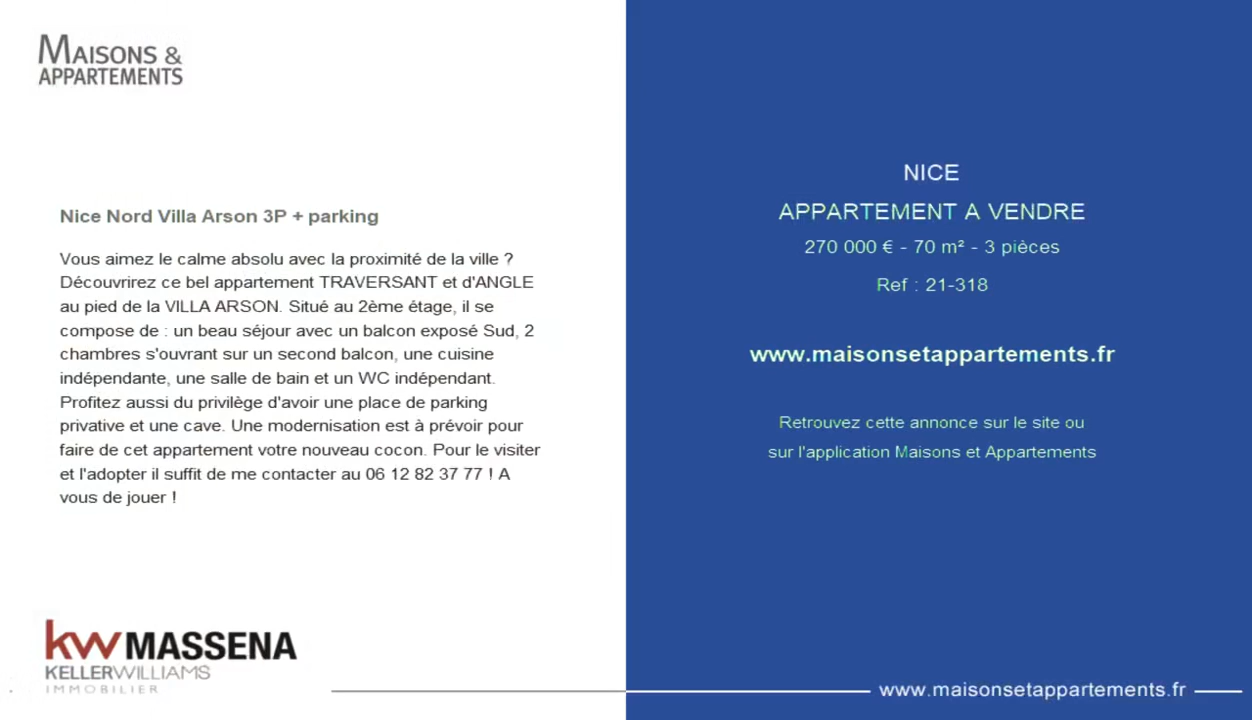 MAISONS &
APPARTEMENTS
Nice Nord Villa Arson 3P + parking
Vous aimez le calme absolu avec la proximité de la ville ?
Découvrirez ce bel appartement TRAVERSANT et d'ANGLE
au pied de la VILLA ARSON. Situé au 2ème étage, il se
compose de : un beau séjour avec un balcon exposé Sud, 2
chambres s'ouvrant sur un second balcon, une cuisine
indépendante, une salle de bain et un WC indépendant.
Profitez aussi du privilège d'avoir une place de parking
privative et une cave. Une modernisation est à prévoir pour
faire de cet appartement votre nouveau cocon. Pour le visiter
et l'adopter il suffit de me contacter au 06 12 82 37 77 ! A
vous de jouer !
kw MASSENA
KELLERWILLIAMS
IMMOBILIER
NICE
APPARTEMENT A VENDRE
270 000 € - 70 m² - 3 pièces
Ref : 21-318
www.maisonsetappartements.fr
Retrouvez cette annonce sur le site ou
sur l'application Maisons et Appartements
www.maisonsetappartements.fr